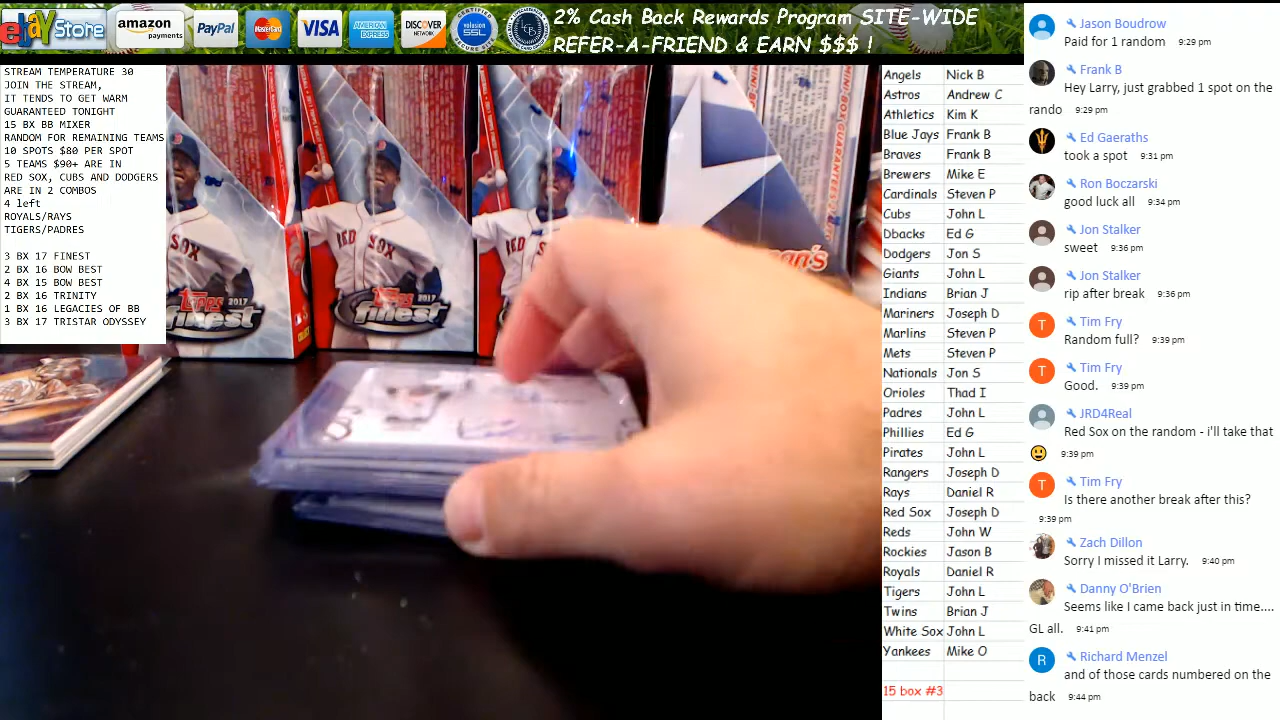 ebay Store
amazon payments
PayPal
MasterCard
VISA
AMERICAN EXPRESS
DISCOVER NETWORK
CERTIFIED
volusion SSL
SECURE SITE
2% Cash Back Rewards Program SITE-WIDE
REFER-A-FRIEND & EARN $$$ !
STREAM TEMPERATURE 30
JOIN THE STREAM,
IT TENDS TO GET WARM
GUARANTEED TONIGHT
15 BX BB MIXER
RANDOM FOR REMAINING TEAMS
10 SPOTS $80 PER SPOT
5 TEAMS $90+ ARE IN
RED SOX, CUBS AND DODGERS
ARE IN 2 COMBOS
4 left
ROYALS/RAYS
TIGERS/PADRES
3 BX 17 FINEST
2 BX 16 BOW BEST
4 BX 15 BOW BEST
2 BX 16 TRINITY
1 BX 16 LEGACIES OF BB
3 BX 17 TRISTAR ODYSSEY
SOX
Topps 2017
finest
RED SOX
Topps 2017
finest
RED
Topps 2017
finest
Angels Nick B
Astros Andrew C
Athletics Kim K
Blue Jays Frank B
Braves Frank B
Brewers Mike E
Cardinals Steven P
Cubs John L
Dbacks Ed G
Dodgers Jon S
Giants John L
Indians Brian J
Mariners Joseph D
Marlins Steven P
Mets Steven P
Nationals Jon S
Orioles Thad I
Padres John L
Phillies Ed G
Pirates John L
Rangers Joseph D
Rays Daniel R
Red Sox Joseph D
Reds John W
Rockies Jason B
Royals Daniel R
Tigers John L
Twins Brian J
White Sox John L
Yankees Mike O
15 box #3
Jason Boudrow
Paid for 1 random 9:29 pm
Frank B
Hey Larry, just grabbed 1 spot on the
rando 9:29 pm
Ed Gaeraths
took a spot 9:31 pm
Ron Boczarski
good luck all 9:34 pm
Jon Stalker
sweet 9:36 pm
Jon Stalker
rip after break 9:36 pm
T Tim Fry
Random full? 9:39 pm
T Tim Fry
Good. 9:39 pm
JRD4Real
Red Sox on the random - i'll take that
9:39 pm
T Tim Fry
Is there another break after this?
9:39 pm
Zach Dillon
Sorry I missed it Larry. 9:40 pm
Danny O'Brien
Seems like I came back just in time....
GL all. 9:41 pm
R Richard Menzel
and of those cards numbered on the
back 9:44 pm